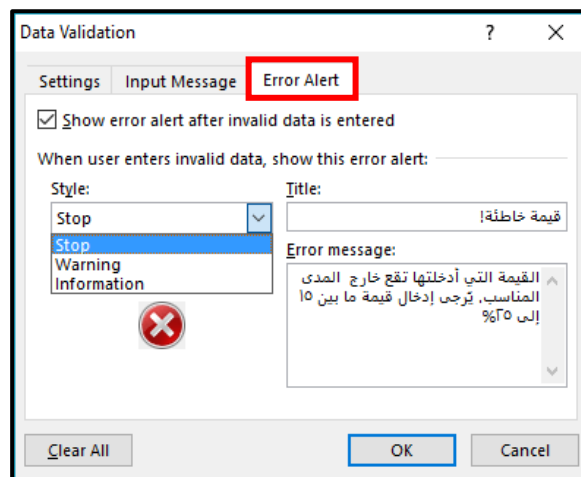 Data Validation
Settings
Input Message
Error Alert
Show error alert after invalid data is entered
When user enters invalid data, show this error alert:
Style:
Stop
Stop
Warning
Information
Title:
قيمة خاطئة!
Error message:
القيمة التي أدخلتها تقع خارج المدى
المناسب، يّرجى إدخال قيمة ما بين ١٥
إلى ٢٥%
Clear All
OK
Cancel